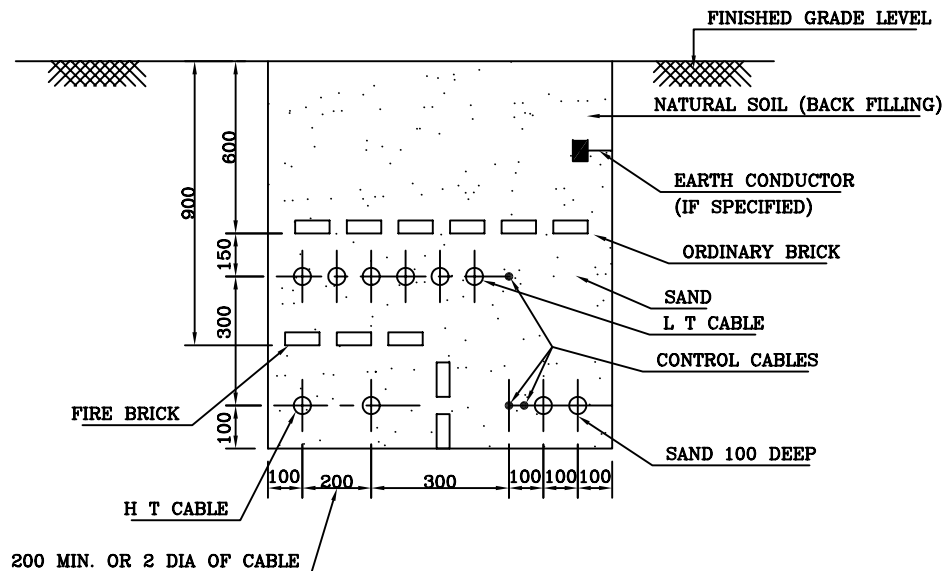 FINISHED GRADE LEVEL
NATURAL SOIL (BACK FILLING)
600
EARTH CONDUCTOR
(IF SPECIFIED)
900
150
ORDINARY BRICK
SAND
L T CABLE
300
CONTROL CABLES
FIRE BRICK
100
SAND 100 DEEP
100 200 300 100 100 100
H T CABLE
200 MIN. OR 2 DIA OF CABLE